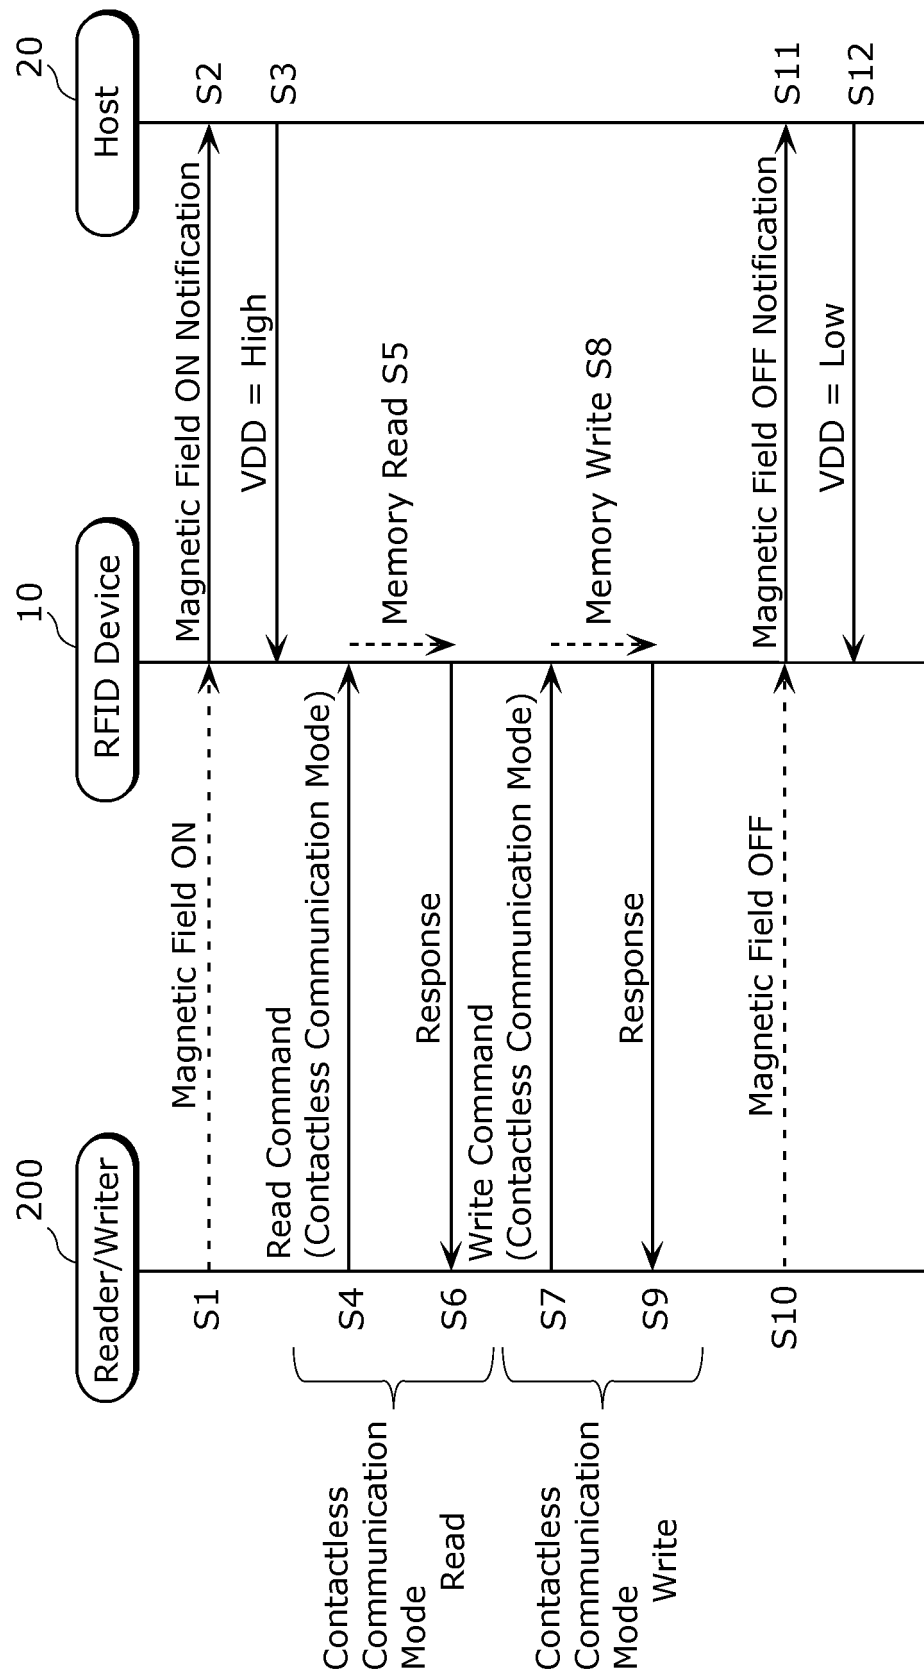 200
Reader/Writer
10
RFID Device
20
Host
S1
Magnetic Field ON
Magnetic Field ON Notification
S2
VDD = High
S3
Contactless
Communication
Mode
Read
Read Command
(Contactless Communication Mode)
S4
Memory Read S5
Response
S6
Contactless
Communication
Mode
Write
Write Command
(Contactless Communication Mode)
S7
Memory Write S8
Response
S9
S10
Magnetic Field OFF
Magnetic Field OFF Notification
S11
VDD = Low
S12